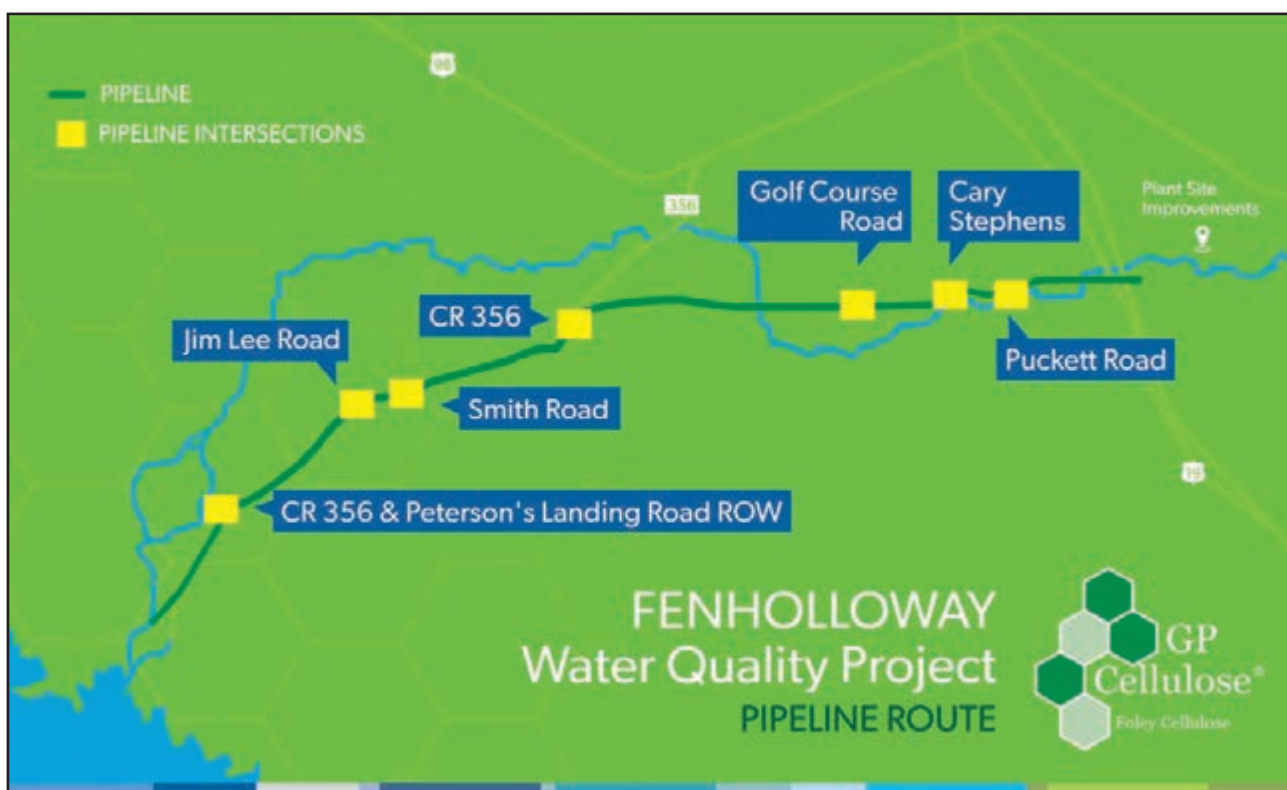 98
PIPELINE
PIPELINE INTERSECTIONS
356
Golf Course
Road
Cary
Stephens
Plant Site
Improvements
CR 356
Jim Lee Road
Smith Road
Puckett Road
19
CR 356 & Peterson's Landing Road ROW
FENHOLLOWAY
Water Quality Project
PIPELINE ROUTE
GP
Cellulose®
Foley Cellulose